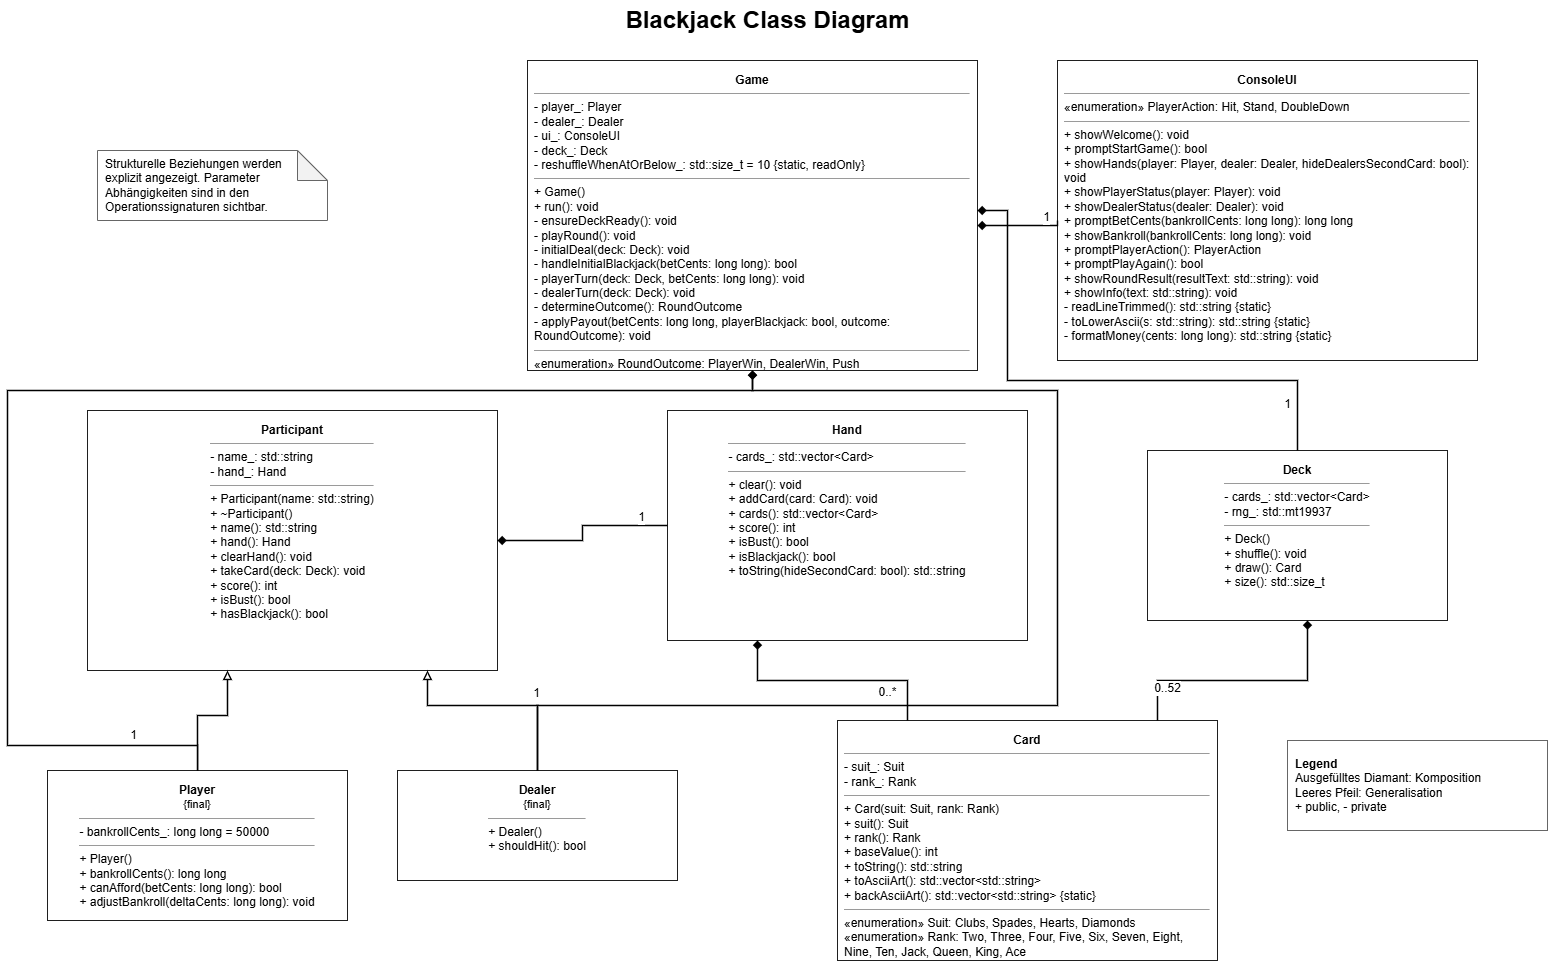 Blackjack Class Diagram
Strukturelle Beziehungen werden
explizit angezeigt. Parameter
Abhängigkeiten sind in den
Operationssignaturen sichtbar.
Game
- player_: Player
- dealer_: Dealer
- ui_: ConsoleUI
- deck_: Deck
- reshuffleWhenAtOrBelow_: std::size_t = 10 {static, readOnly}
+ Game()
+ run(): void
- ensureDeckReady(): void
- playRound(): void
- initialDeal(deck: Deck): void
- handleInitialBlackjack(betCents: long long): bool
- playerTurn(deck: Deck, betCents: long long): void
- dealerTurn(deck: Deck): void
- determineOutcome(): RoundOutcome
- applyPayout(betCents: long long, playerBlackjack: bool, outcome:
RoundOutcome): void
«enumeration» RoundOutcome: PlayerWin, DealerWin, Push
ConsoleUI
«enumeration» PlayerAction: Hit, Stand, DoubleDown
+ showWelcome(): void
+ promptStartGame(): bool
+ showHands(player: Player, dealer: Dealer, hideDealersSecondCard: bool):
void
+ showPlayerStatus(player: Player): void
+ showDealerStatus(dealer: Dealer): void
+ promptBetCents(bankrollCents: long long): long long
+ showBankroll(bankrollCents: long long): void
+ promptPlayerAction(): PlayerAction
+ promptPlayAgain(): bool
+ showRoundResult(resultText: std::string): void
+ showInfo(text: std::string): void
- readLineTrimmed(): std::string {static}
- toLowerAscii(s: std::string): std::string {static}
- formatMoney(cents: long long): std::string {static}
1
1
Participant
- name_: std::string
- hand_: Hand
+ Participant(name: std::string)
+ ~Participant()
+ name(): std::string
+ hand(): Hand
+ clearHand(): void
+ takeCard(deck: Deck): void
+ score(): int
+ isBust(): bool
+ hasBlackjack(): bool
1
Hand
- cards_: std::vector<Card>
+ clear(): void
+ addCard(card: Card): void
+ cards(): std::vector<Card>
+ score(): int
+ isBust(): bool
+ isBlackjack(): bool
+ toString(hideSecondCard: bool): std::string
Deck
- cards_: std::vector<Card>
- rng_: std::mt19937
+ Deck()
+ shuffle(): void
+ draw(): Card
+ size(): std::size_t
1
1
0..*
0..52
Player
{final}
- bankrollCents_: long long = 50000
+ Player()
+ bankrollCents(): long long
+ canAfford(betCents: long long): bool
+ adjustBankroll(deltaCents: long long): void
Dealer
{final}
+ Dealer()
+ shouldHit(): bool
Card
- suit_: Suit
- rank_: Rank
+ Card(suit: Suit, rank: Rank)
+ suit(): Suit
+ rank(): Rank
+ baseValue(): int
+ toString(): std::string
+ toAsciiArt(): std::vector<std::string>
+ backAsciiArt(): std::vector<std::string> {static}
«enumeration» Suit: Clubs, Spades, Hearts, Diamonds
«enumeration» Rank: Two, Three, Four, Five, Six, Seven, Eight,
Nine, Ten, Jack, Queen, King, Ace
Legend
Ausgefülltes Diamant: Komposition
Leeres Pfeil: Generalisation
+ public, - private